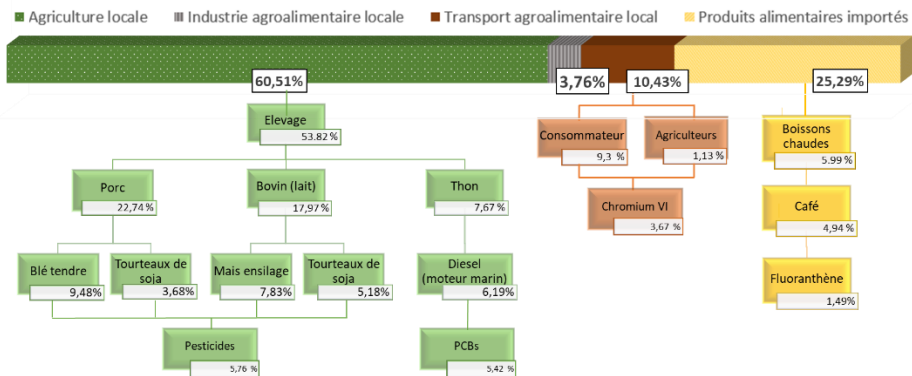 Agriculture locale
Industrie agroalimentaire locale
Transport agroalimentaire local
Produits alimentaires importés
60,51%
3,76%
10,43%
25,29%
Elevage
53.82 %
Consommateur
9,3 %
Agriculteurs
1,13 %
Boissons
chaudes
5.99 %
Porc
22,74 %
Bovin (lait)
17,97 %
Thon
7,67 %
Chromium VI
3,67 %
Café
4,94 %
Blé tendre
9,48%
Tourteaux de
soja
3,68%
Mais ensilage
7,83%
Tourteaux de
soja
5,18%
Diesel
(moteur marin)
6,19%
Fluoranthène
1,49%
Pesticides
5,76 %
PCBs
5,42 %